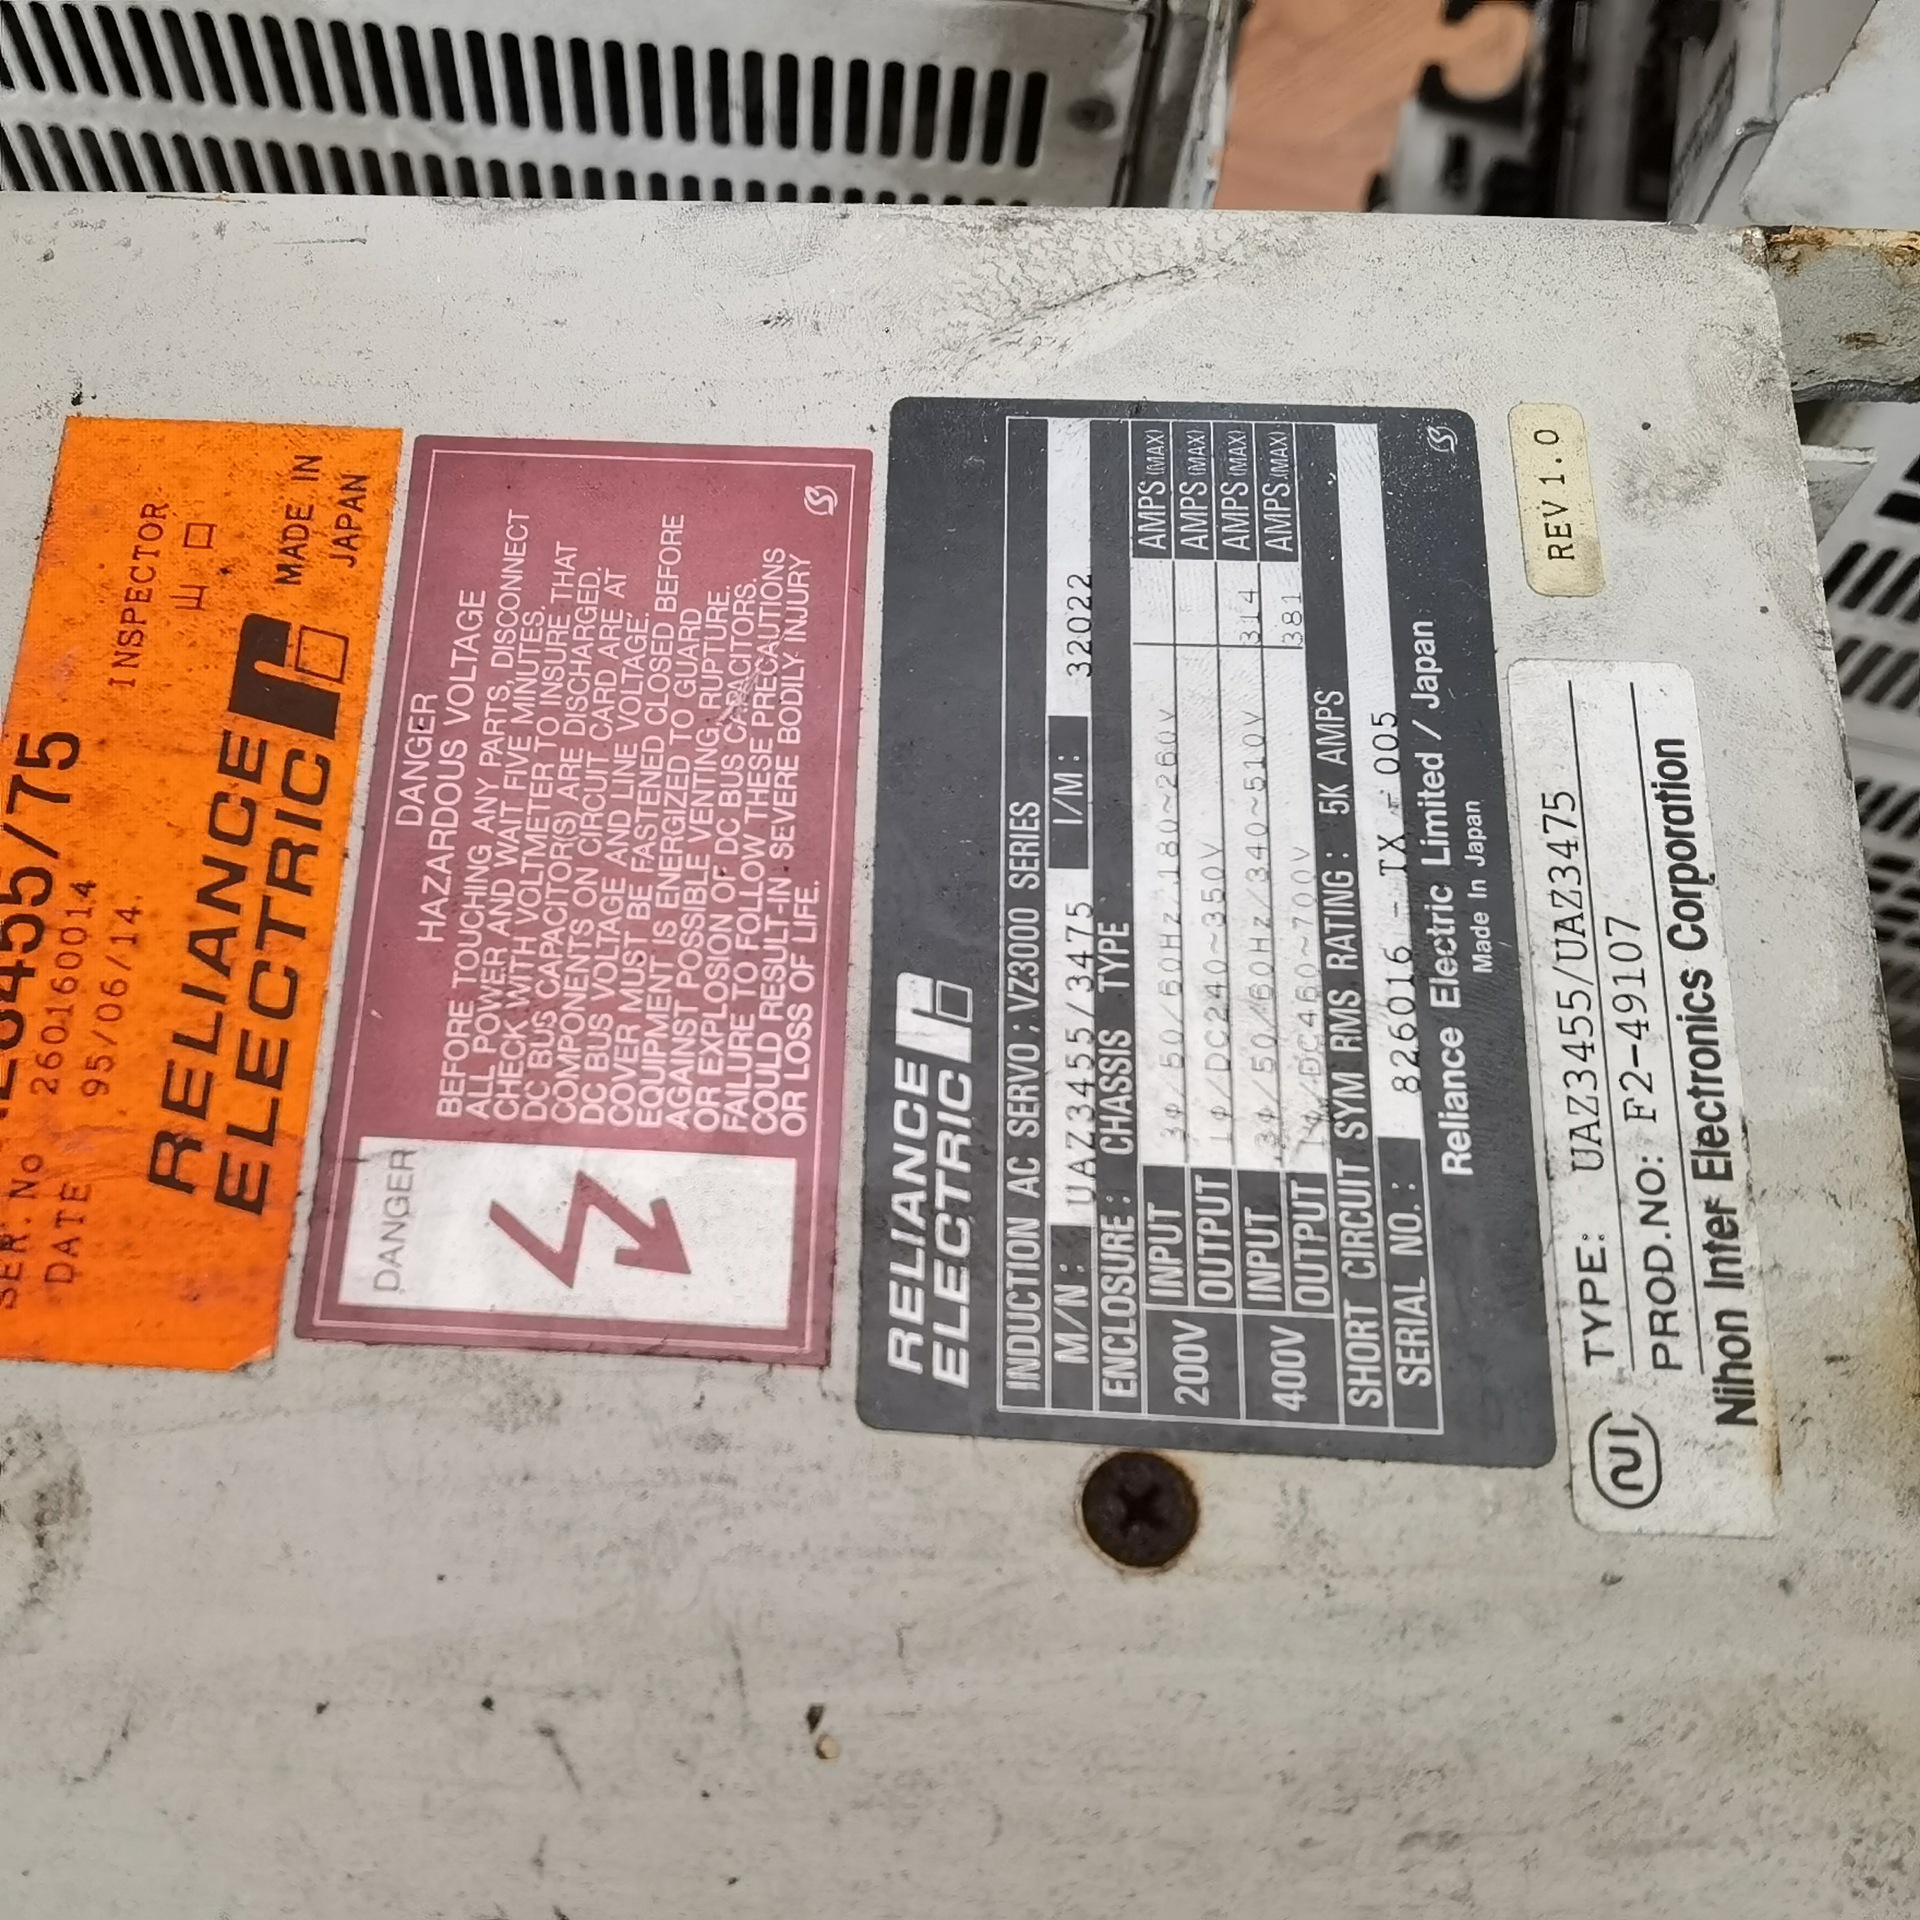 455/75
SER. No 260160014
DATE 95/06/14.
INSPECTOR
RELIANCE
ELECTRIC
MADE IN
JAPAN
DANGER
DANGER
HAZARDOUS VOLTAGE
BEFORE TOUCHING ANY PARTS, DISCONNECT
ALL POWER AND WAIT FIVE MINUTES.
CHECK WITH VOLTMETER TO INSURE THAT
DC BUS CAPACITOR(S) ARE DISCHARGED.
COMPONENTS ON CIRCUIT CARD ARE AT
DC BUS VOLTAGE AND LINE VOLTAGE.
COVER MUST BE FASTENED CLOSED BEFORE
EQUIPMENT IS ENERGIZED TO GUARD
AGAINST POSSIBLE VENTING, RUPTURE,
OR EXPLOSION OF DC BUS CAPACITORS.
FAILURE TO FOLLOW THESE PRECAUTIONS
COULD RESULT IN SEVERE BODILY INJURY
OR LOSS OF LIFE.
RELIANCE
ELECTRIC
INDUCTION AC SERVO : VZ3000 SERIES
M/N : UAZ3455/3475 I/M : 32022
ENCLOSURE : CHASSIS TYPE
200V INPUT 3Φ/50/60Hz/180~260V AMPS (MAX)
OUTPUT 1Φ/DC240~350V AMPS (MAX)
400V INPUT 3Φ/50/60Hz/340~510V 314 AMPS (MAX)
OUTPUT 1Φ/DC460~700V 381 AMPS (MAX)
SHORT CIRCUIT SYM RMS RATING : 5K AMPS
SERIAL NO. : 826016 - TX - 005
Reliance Electric Limited / Japan
Made In Japan
REV 1.0
TYPE: UAZ3455/UAZ3475
PROD.NO: F2-49107
Nihon Inter Electronics Corporation